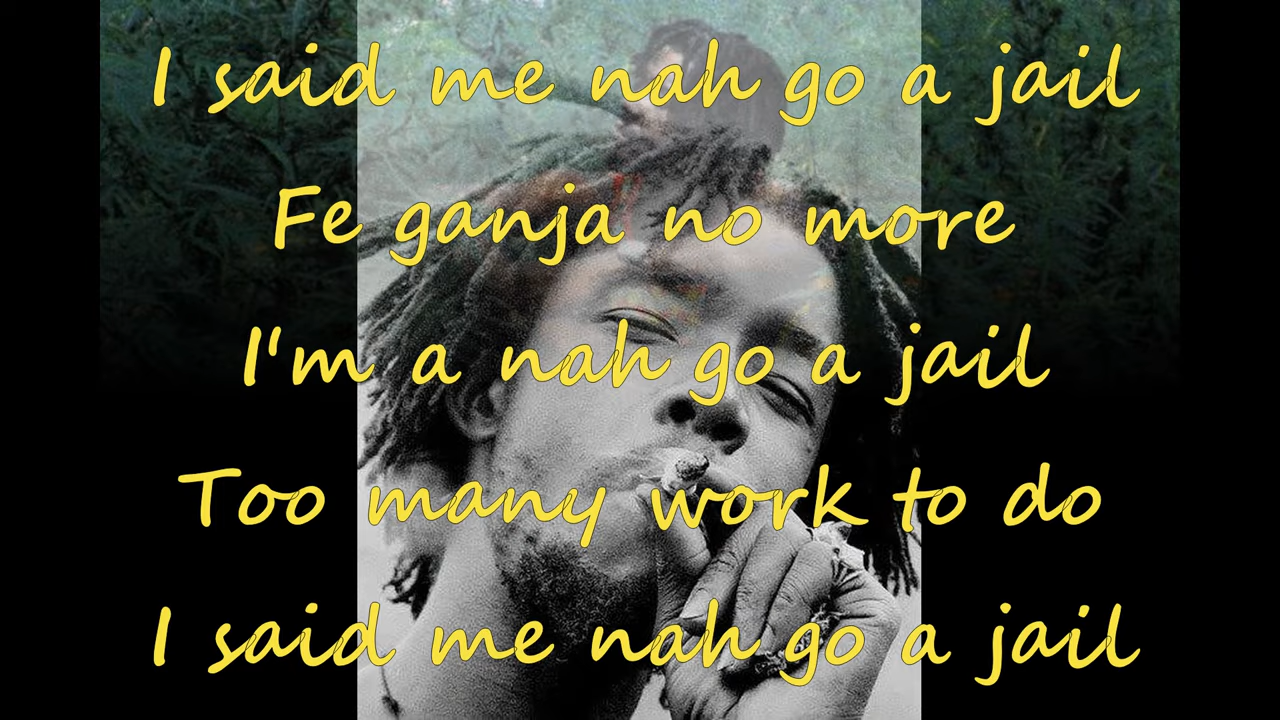 I said me nah go a jail
Fe ganja no more
I'm a nah go a jail
Too many work to do
I said me nah go a jail